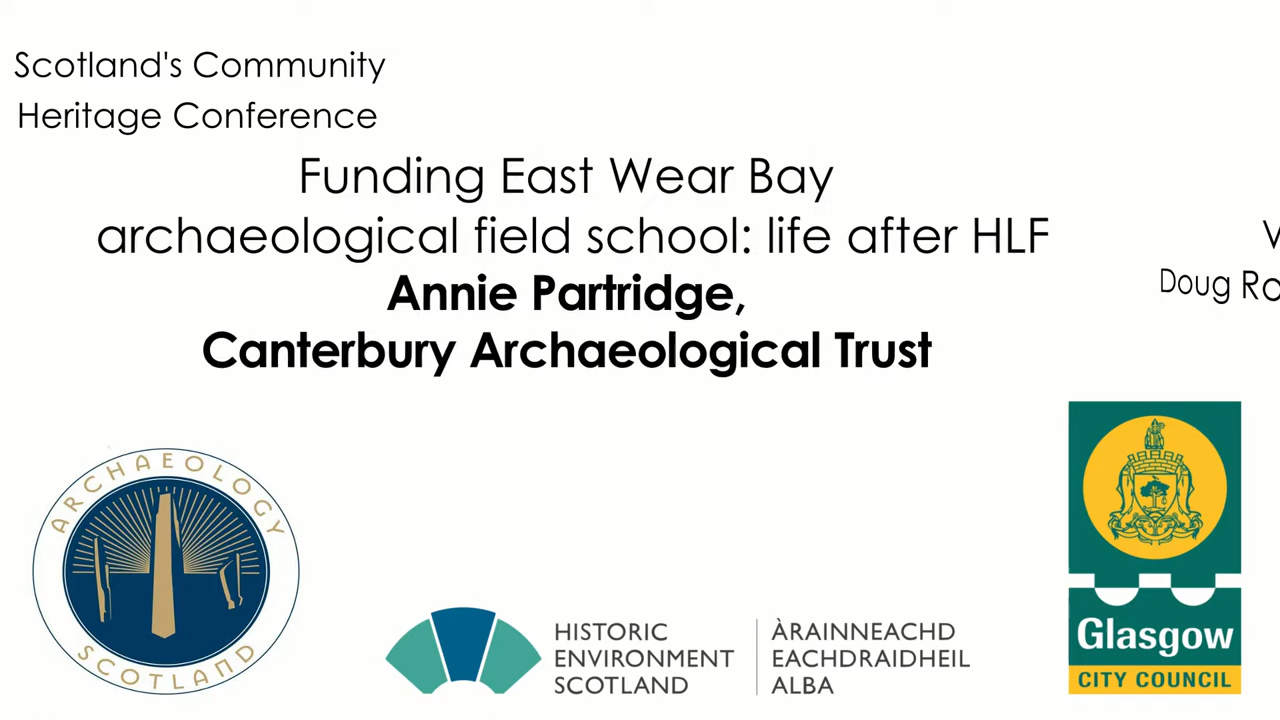 Scotland's Community
Heritage Conference
Funding East Wear Bay
archaeological field school: life after HLF
Annie Partridge,
Canterbury Archaeological Trust
Doug
ARCHAEOLOGY
SCOTLAND
HISTORIC
ENVIRONMENT
SCOTLAND
ÀRAINNEACHD
EACHDRAIDHEIL
ALBA
Glasgow
CITY COUNCIL